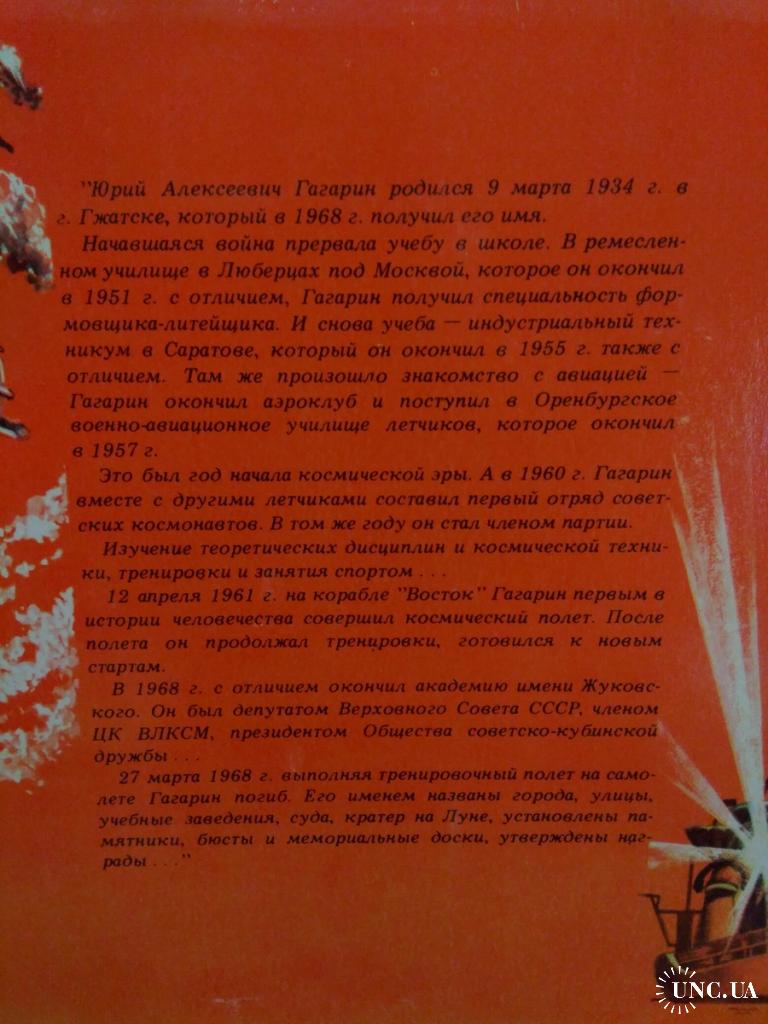 "Юрий Алексеевич Гагарин родился 9 марта 1934 г. в
г. Гжатске, который в 1968 г. получил его имя.
Начавшаяся война прервала учебу в школе. В ремеслен-
ном училище в Люберцах под Москвой, которое он окончил
в 1951 г. с отличием, Гагарин получил специальность фор-
мовщика-литейщика. И снова учеба — индустриальный тех-
никум в Саратове, который он окончил в 1955 г. также с
отличием. Там же произошло знакомство с авиацией —
Гагарин окончил аэроклуб и поступил в Оренбургское
военно-авиационное училище летчиков, которое окончил
в 1957 г.
Это был год начала космической эры. А в 1960 г. Гагарин
вместе с другими летчиками составил первый отряд совет-
ских космонавтов. В том же году он стал членом партии.
Изучение теоретических дисциплин и космической техни-
ки, тренировки и занятия спортом ...
12 апреля 1961 г. на корабле "Восток" Гагарин первым в
истории человечества совершил космический полет. После
полета он продолжал тренировки, готовился к новым
стартам.
В 1968 г. с отличием окончил академию имени Жуковс-
кого. Он был депутатом Верховного Совета СССР, членом
ЦК ВЛКСМ, президентом Общества советско-кубинской
дружбы ...
27 марта 1968 г. выполняя тренировочный полет на само-
лете Гагарин погиб. Его именем названы города, улицы,
учебные заведения, суда, кратер на Луне, установлены па-
мятники, бюсты и мемориальные доски, утверждены наг-
рады ..."
UNC.UA